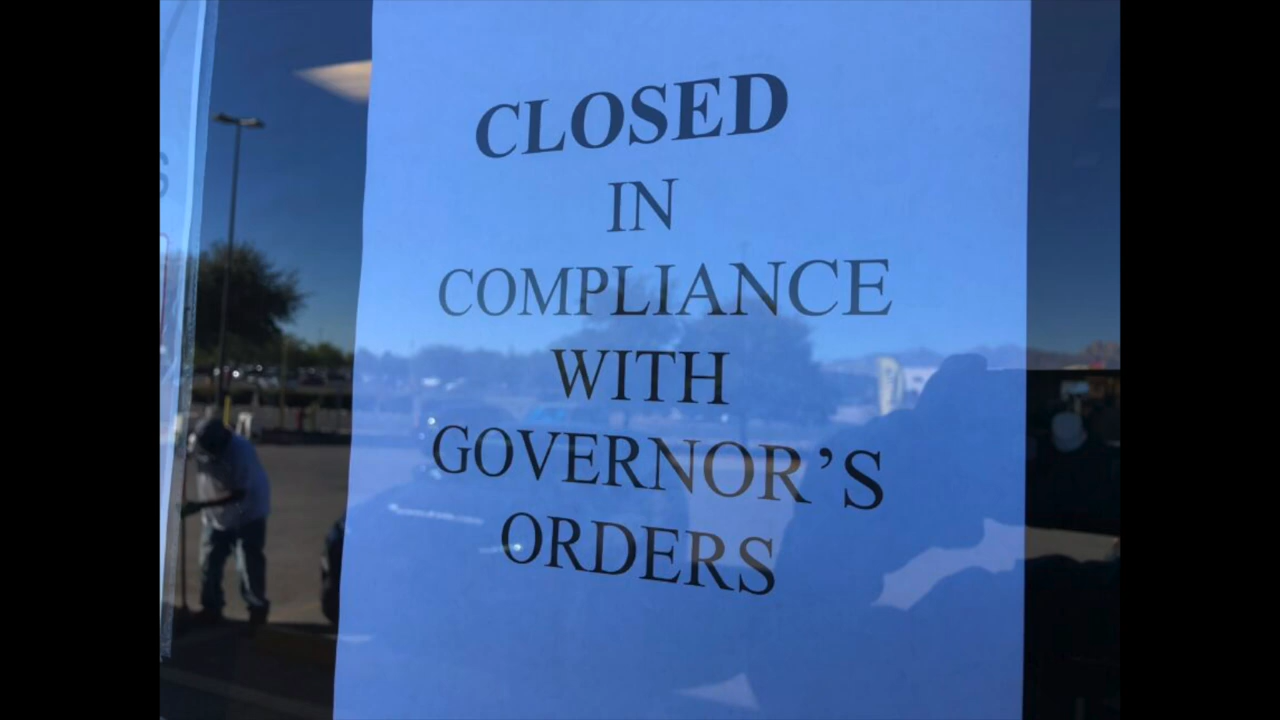 CLOSED
IN
COMPLIANCE
WITH
GOVERNOR'S
ORDERS